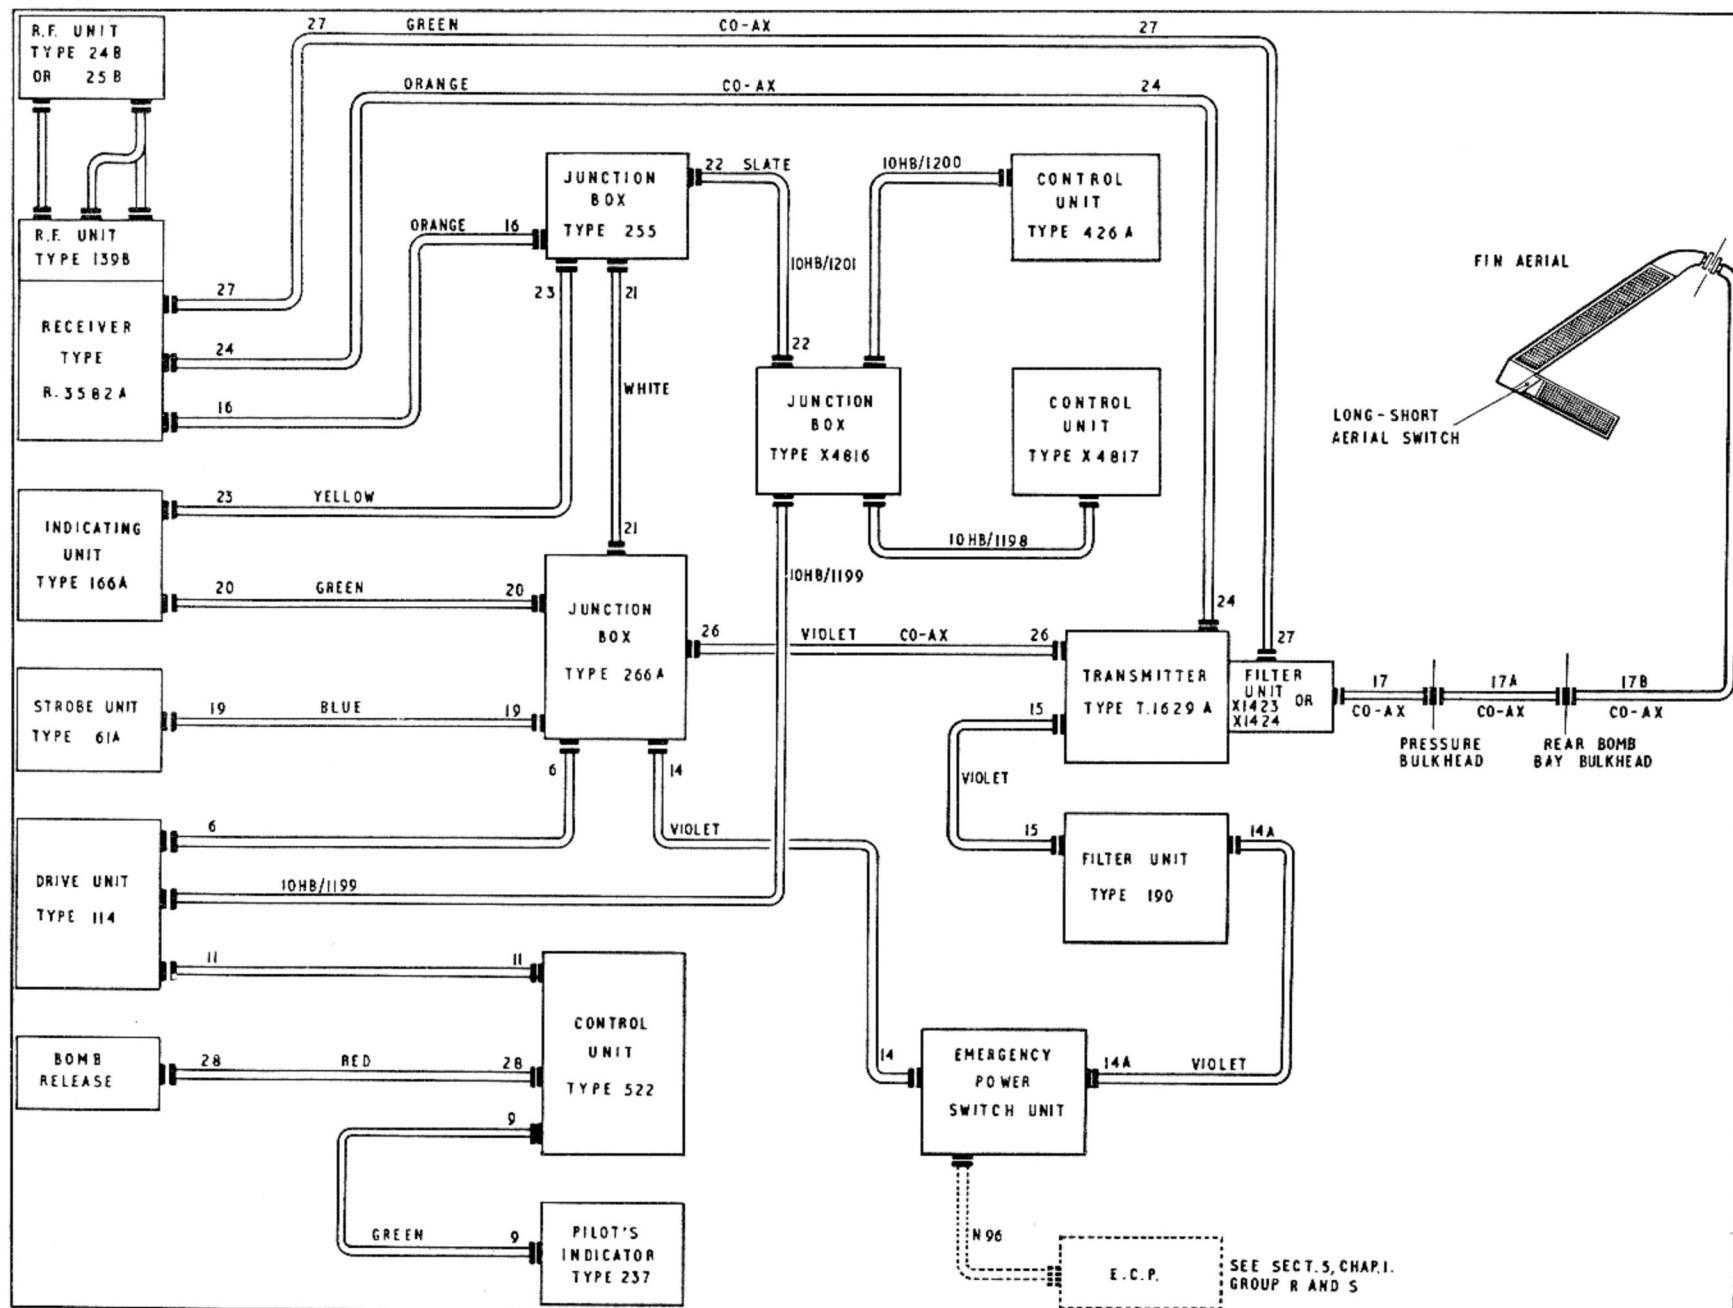 R.F. UNIT
TYPE 24B
OR 25B
27 GREEN CO-AX 27
ORANGE CO-AX 24
R.F. UNIT
TYPE 139B
RECEIVER
TYPE
R.3582A
27
24
16
ORANGE 16
JUNCTION
BOX
TYPE 255
22 SLATE
10HB/1201
22
23
21
WHITE
21
10HB/1200
CONTROL
UNIT
TYPE 426A
JUNCTION
BOX
TYPE X4816
CONTROL
UNIT
TYPE X4817
10HB/1198
10HB/1199
FIN AERIAL
LONG-SHORT
AERIAL SWITCH
INDICATING
UNIT
TYPE 166A
23 YELLOW
20 GREEN 20
JUNCTION
BOX
TYPE 266A
26 VIOLET CO-AX 26
24
27
TRANSMITTER
TYPE T.1629A
FILTER
UNIT
X1423 OR
X1424
17
CO-AX
17A
CO-AX
17B
CO-AX
PRESSURE
BULKHEAD
REAR BOMB
BAY BULKHEAD
STROBE UNIT
TYPE 61A
19 BLUE 19
15
VIOLET
15
6
14
VIOLET
FILTER UNIT
TYPE 190
14A
DRIVE UNIT
TYPE 114
6
10HB/1199
11 11
CONTROL
UNIT
TYPE 522
BOMB
RELEASE
28 RED 28
9
GREEN 9
PILOT'S
INDICATOR
TYPE 237
14
EMERGENCY
POWER
SWITCH UNIT
14A VIOLET
N96
E.C.P.
SEE SECT.5, CHAP.1.
GROUP R AND S